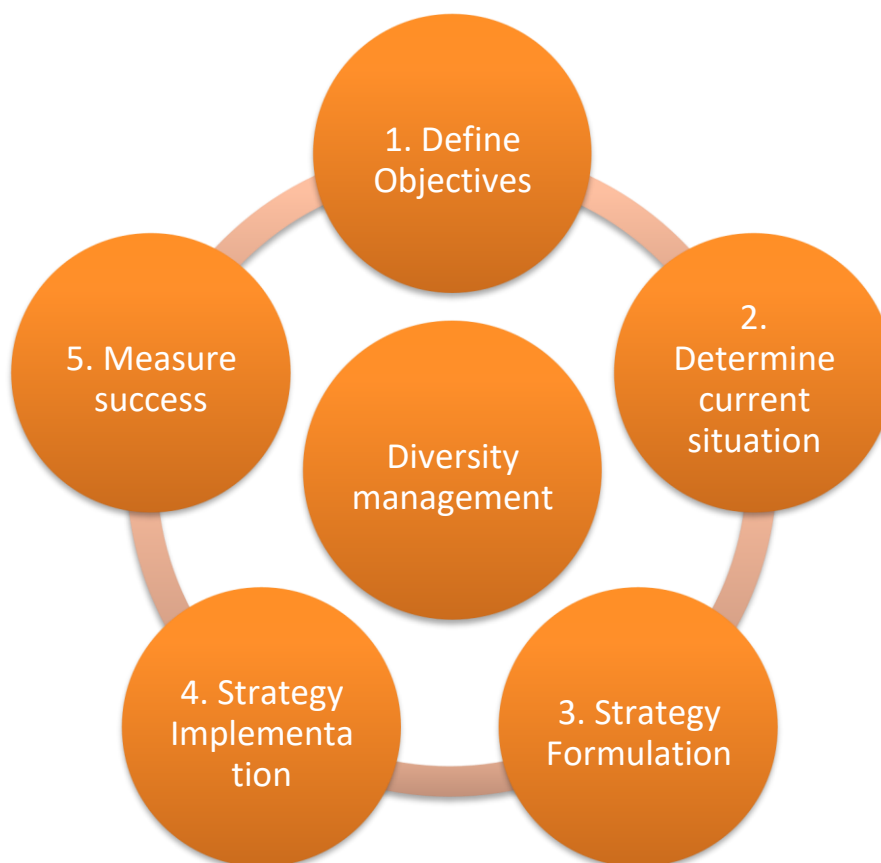 1. Define
Objectives
2.
Determine
current
situation
3. Strategy
Formulation
4. Strategy
Implementa
tion
5. Measure
success
Diversity
management